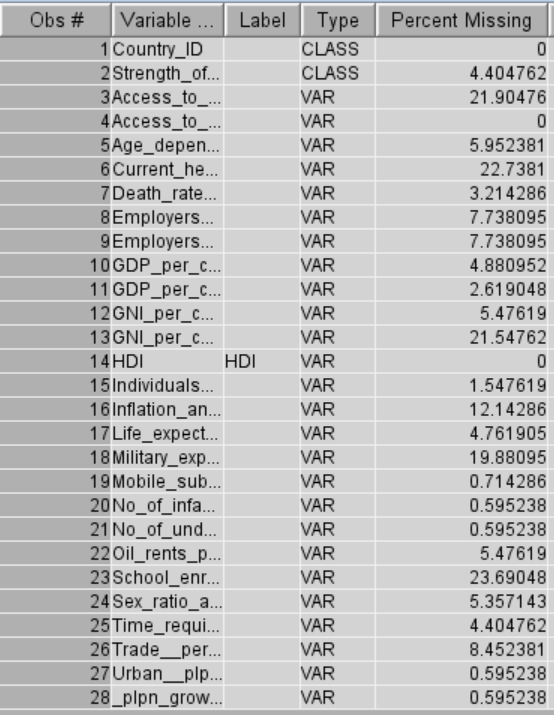 Obs # Variable ... Label Type Percent Missing
1 Country_ID CLASS 0
2 Strength_of... CLASS 4.404762
3 Access_to_... VAR 21.90476
4 Access_to_... VAR 0
5 Age_depen... VAR 5.952381
6 Current_he... VAR 22.7381
7 Death_rate... VAR 3.214286
8 Employers... VAR 7.738095
9 Employers... VAR 7.738095
10 GDP_per_c... VAR 4.880952
11 GDP_per_c... VAR 2.619048
12 GNI_per_c... VAR 5.47619
13 GNI_per_c... VAR 21.54762
14 HDI HDI VAR 0
15 Individuals... VAR 1.547619
16 Inflation_an... VAR 12.14286
17 Life_expect... VAR 4.761905
18 Military_exp... VAR 19.88095
19 Mobile_sub... VAR 0.714286
20 No_of_infa... VAR 0.595238
21 No_of_und... VAR 0.595238
22 Oil_rents_p... VAR 5.47619
23 School_enr... VAR 23.69048
24 Sex_ratio_a... VAR 5.357143
25 Time_requi... VAR 4.404762
26 Trade__per... VAR 8.452381
27 Urban__plp... VAR 0.595238
28 _plpn_grow... VAR 0.595238